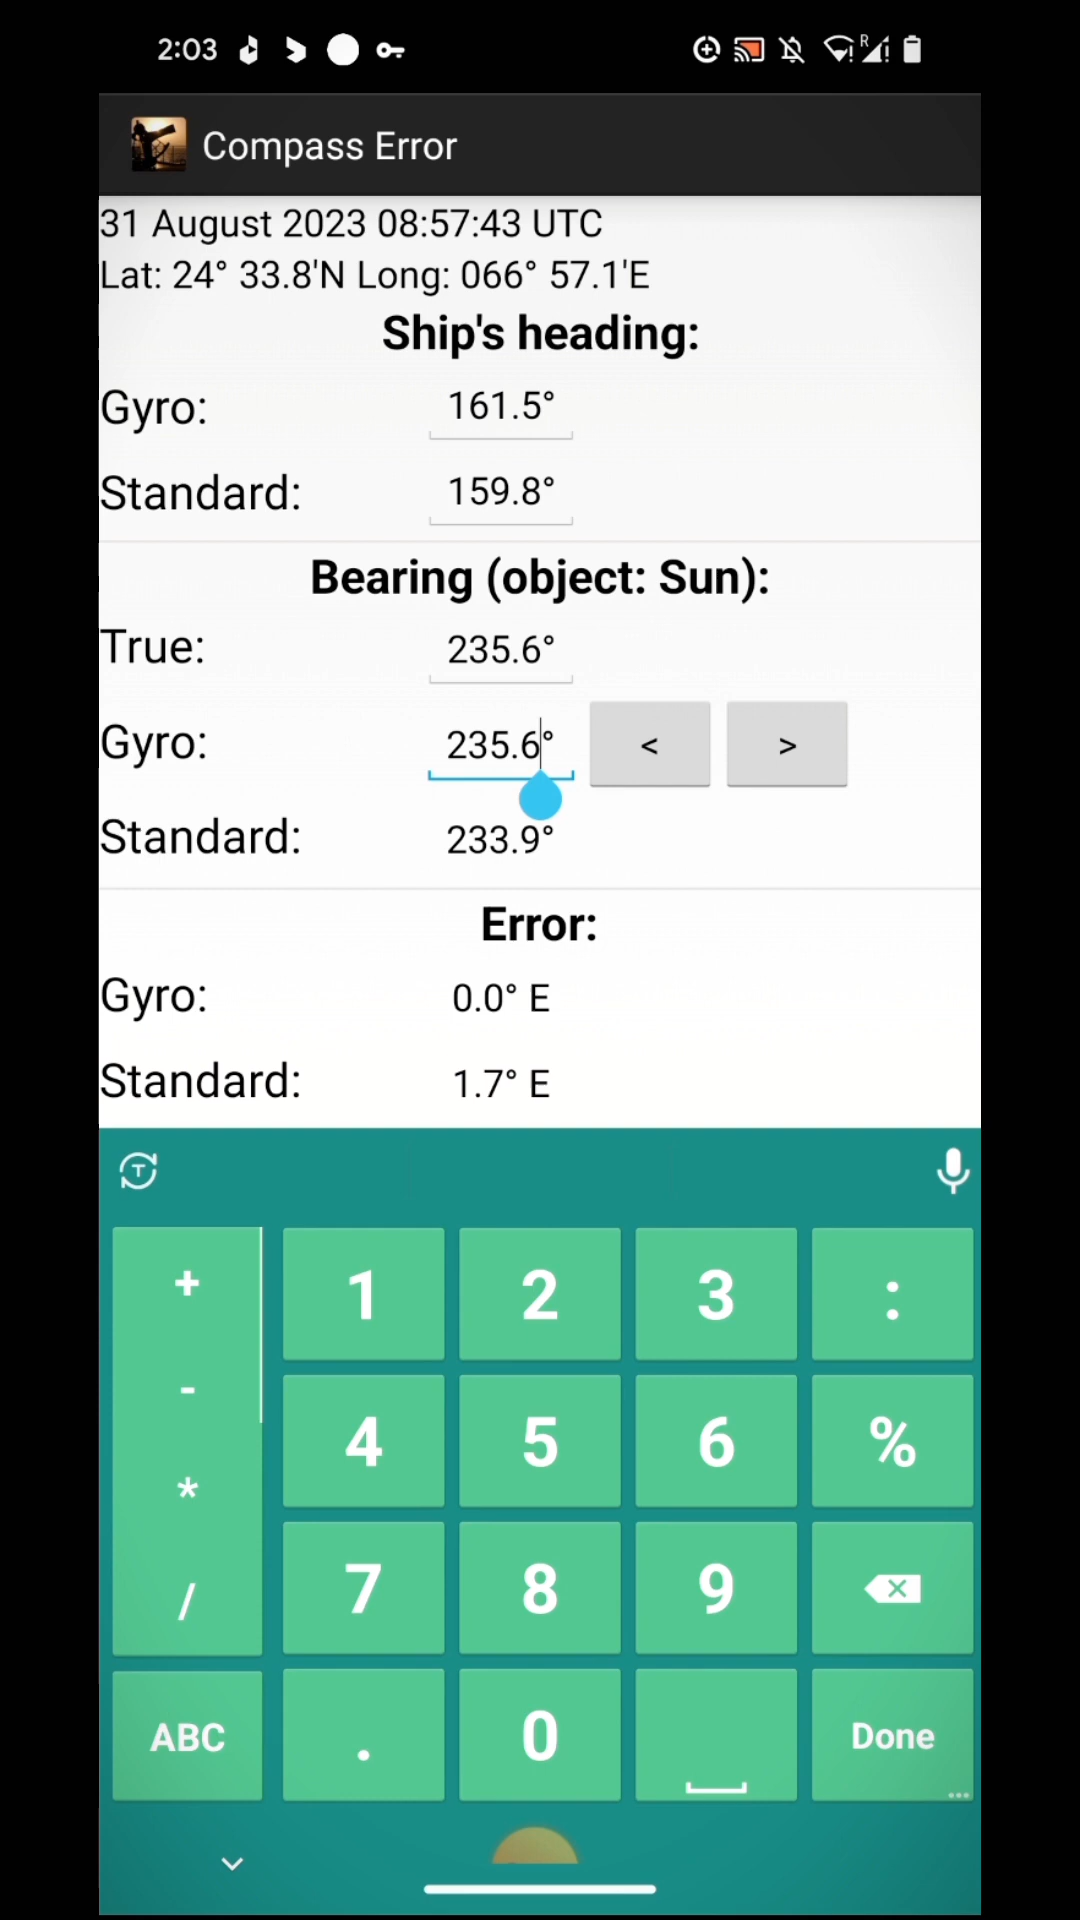 2:03
R
Compass Error
31 August 2023 08:57:43 UTC
Lat: 24° 33.8'N Long: 066° 57.1'E
Ship's heading:
Gyro: 161.5°
Standard: 159.8°
Bearing (object: Sun):
True: 235.6°
Gyro: 235.6° < >
Standard: 233.9°
Error:
Gyro: 0.0° E
Standard: 1.7° E
T
+ 1 2 3 :
- 4 5 6 %
* 7 8 9
/
ABC . 0 Done
...